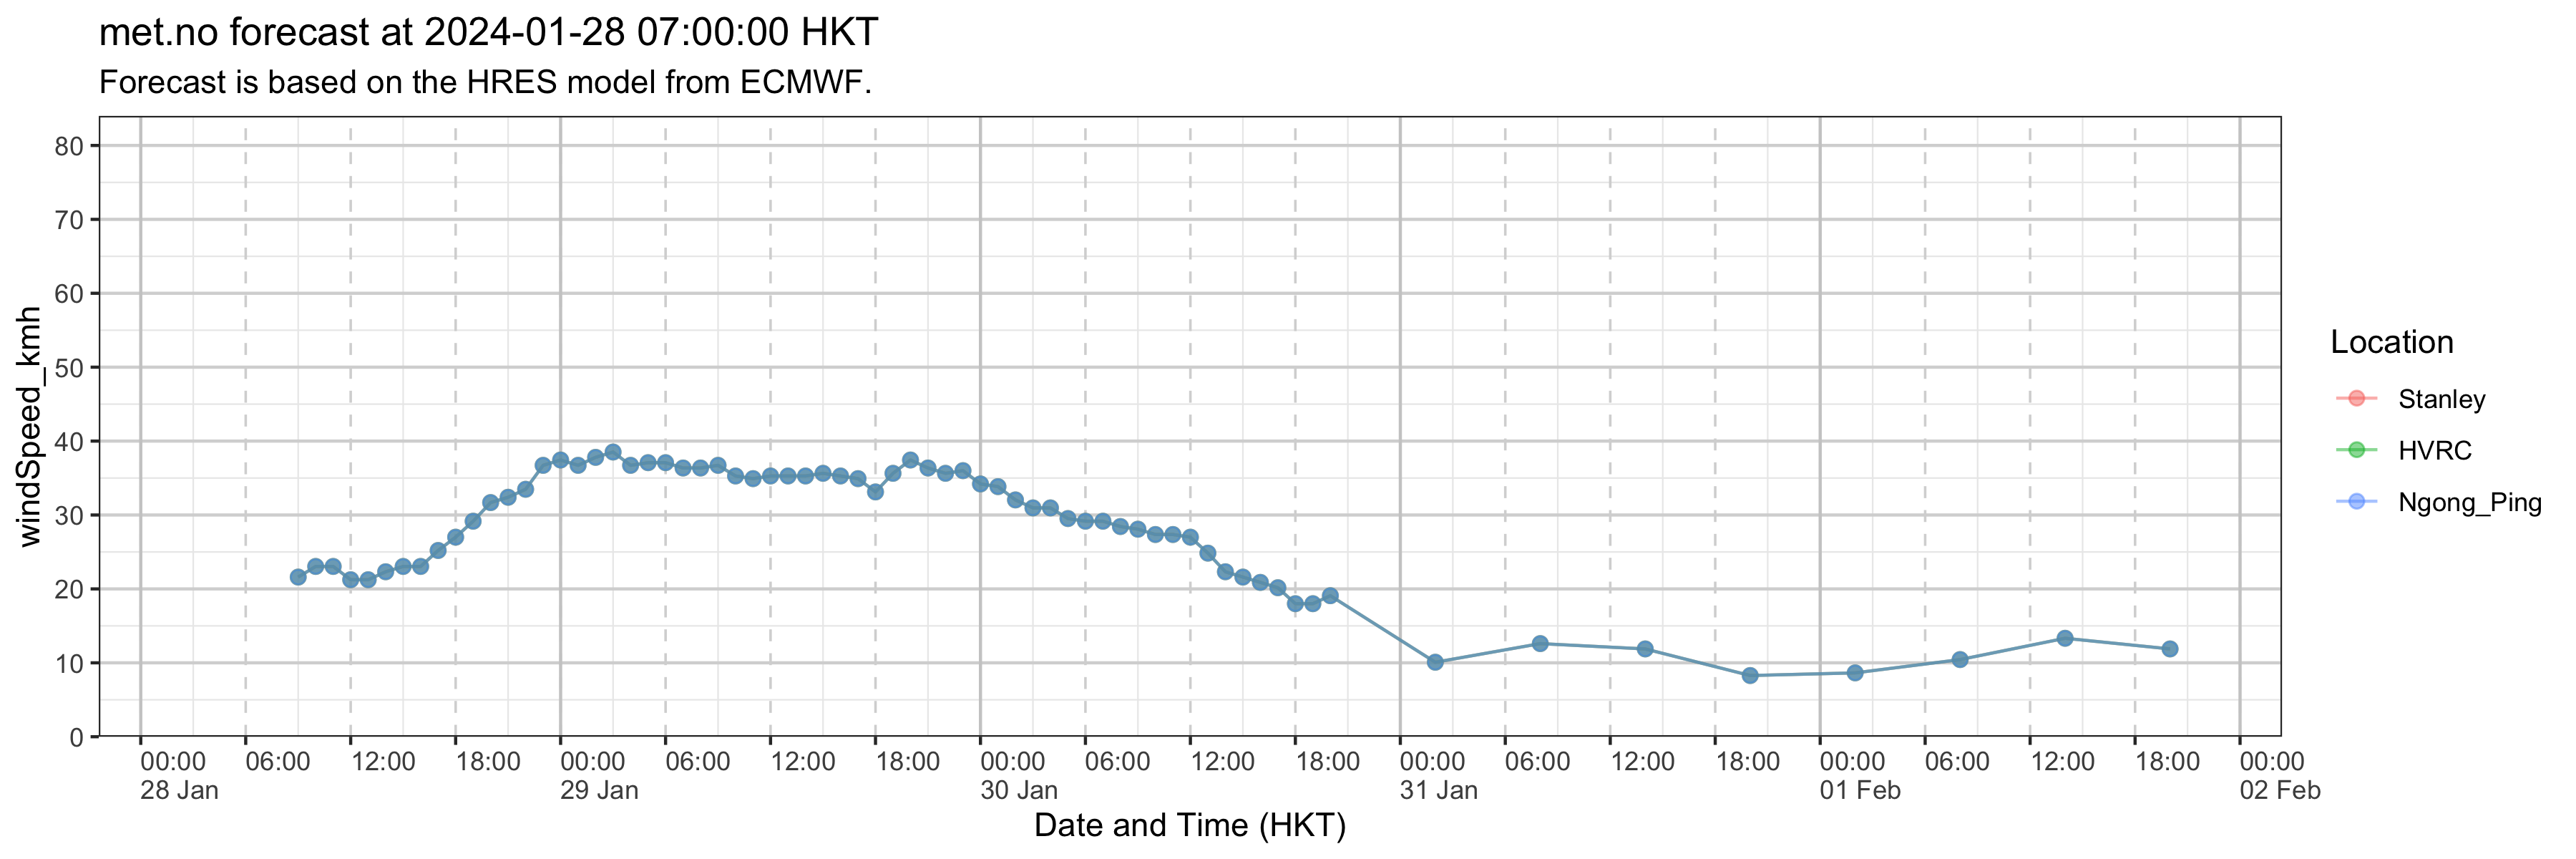 met.no forecast at 2024-01-28 07:00:00 HKT
Forecast is based on the HRES model from ECMWF.
windSpeed_kmh
80
70
60
50
40
30
20
10
0
00:00 06:00 12:00 18:00 00:00 06:00 12:00 18:00 00:00 06:00 12:00 18:00 00:00 06:00 12:00 18:00 00:00 06:00 12:00 18:00 00:00
28 Jan 29 Jan 30 Jan 31 Jan 01 Feb 02 Feb
Date and Time (HKT)
Location
Stanley
HVRC
Ngong_Ping